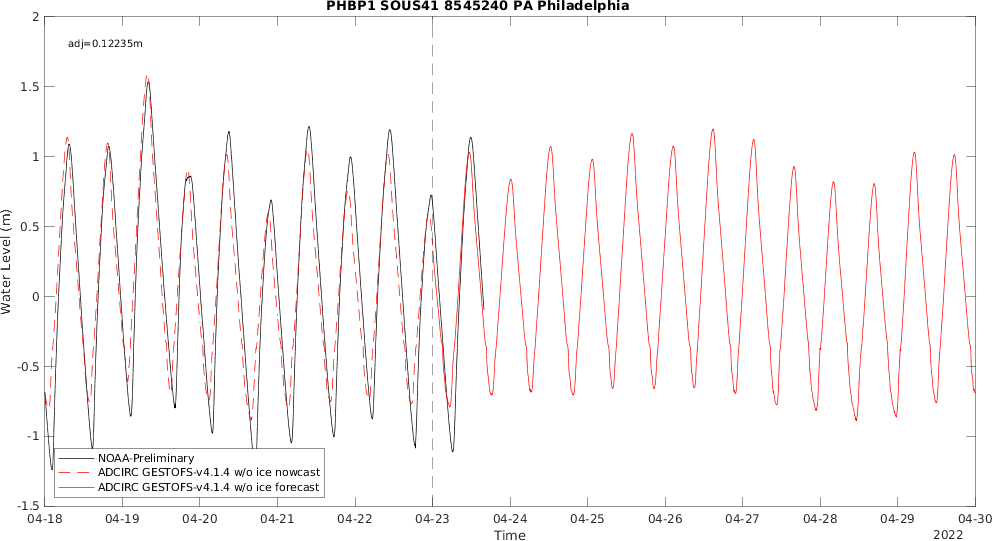 PHBP1 SOUS41 8545240 PA Philadelphia
2
adj=0.12235m
1.5
1
0.5
0
-0.5
-1
-1.5
Water Level (m)
NOAA-Preliminary
ADCIRC GESTOFS-v4.1.4 w/o ice nowcast
ADCIRC GESTOFS-v4.1.4 w/o ice forecast
04-18 04-19 04-20 04-21 04-22 04-23 04-24 04-25 04-26 04-27 04-28 04-29 04-30
Time
2022